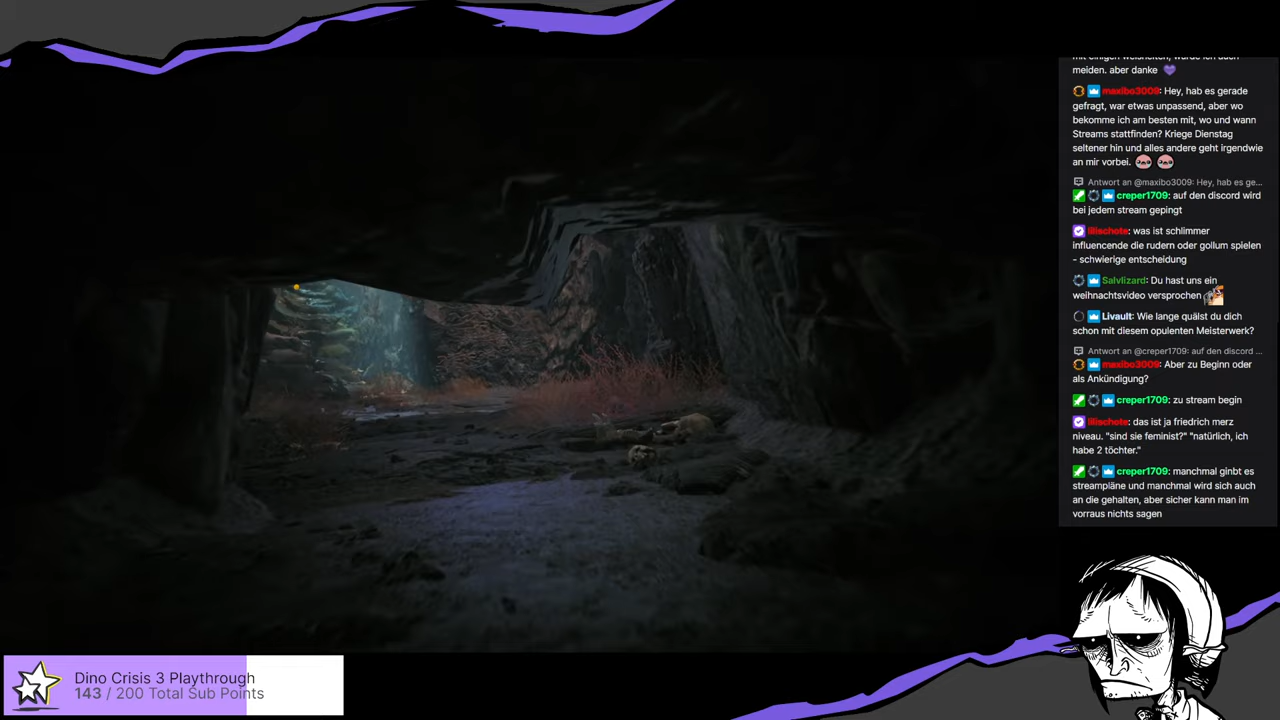 meiden. aber danke
maxibo3009: Hey, hab es gerade
gefragt, war etwas unpassend, aber wo
bekomme ich am besten mit, wo und wann
Streams stattfinden? Kriege Dienstag
seltener hin und alles andere geht irgendwie
an mir vorbei.
Antwort an @maxibo3009: Hey, hab es ge...
creper1709: auf den discord wird
bei jedem stream gepingt
lilischote: was ist schlimmer
influencende die rudern oder gollum spielen
- schwierige entscheidung
Salvlizard: Du hast uns ein
weihnachtsvideo versprochen
Livault: Wie lange quälst du dich
schon mit diesem opulenten Meisterwerk?
Antwort an @creper1709: auf den discord ...
maxibo3009: Aber zu Beginn oder
als Ankündigung?
creper1709: zu stream begin
lilischote: das ist ja friedrich merz
niveau. "sind sie feminist?" "natürlich, ich
habe 2 töchter."
creper1709: manchmal ginbt es
streampläne und manchmal wird sich auch
an die gehalten, aber sicher kann man im
vorraus nichts sagen
Dino Crisis 3 Playthrough
143 / 200 Total Sub Points